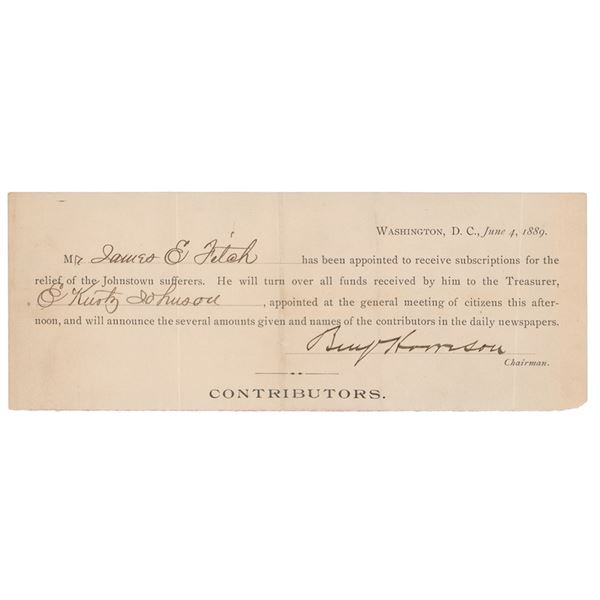 WASHINGTON, D. C., June 4, 1889.
Mr James E Fitch has been appointed to receive subscriptions for the
relief of the Johnstown sufferers. He will turn over all funds received by him to the Treasurer,
E Kurtz Johnson, appointed at the general meeting of citizens this after-
noon, and will announce the several amounts given and names of the contributors in the daily newspapers.
Benj Harrison
Chairman.
CONTRIBUTORS.